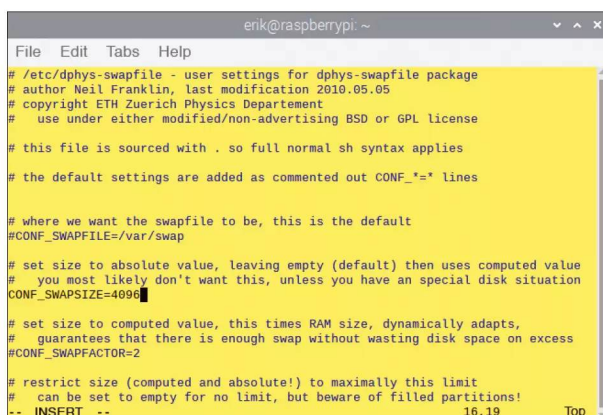 erik@raspberrypi: ~
File Edit Tabs Help
# /etc/dphys-swapfile - user settings for dphys-swapfile package
# author Neil Franklin, last modification 2010.05.05
# copyright ETH Zuerich Physics Departement
#   use under either modified/non-advertising BSD or GPL license
# this file is sourced with . so full normal sh syntax applies
# the default settings are added as commented out CONF_*=* lines
# where we want the swapfile to be, this is the default
#CONF_SWAPFILE=/var/swap
# set size to absolute value, leaving empty (default) then uses computed value
#   you most likely don't want this, unless you have an special disk situation
CONF_SWAPSIZE=4096
# set size to computed value, this times RAM size, dynamically adapts,
#   guarantees that there is enough swap without wasting disk space on excess
#CONF_SWAPFACTOR=2
# restrict size (computed and absolute!) to maximally this limit
#   can be set to empty for no limit, but beware of filled partitions!
-- INSERT -- 16,19 Top